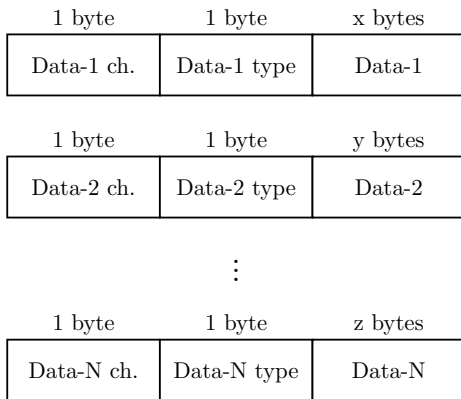 1 byte 1 byte x bytes
Data-1 ch. Data-1 type Data-1
1 byte 1 byte y bytes
Data-2 ch. Data-2 type Data-2
⋮
1 byte 1 byte z bytes
Data-N ch. Data-N type Data-N